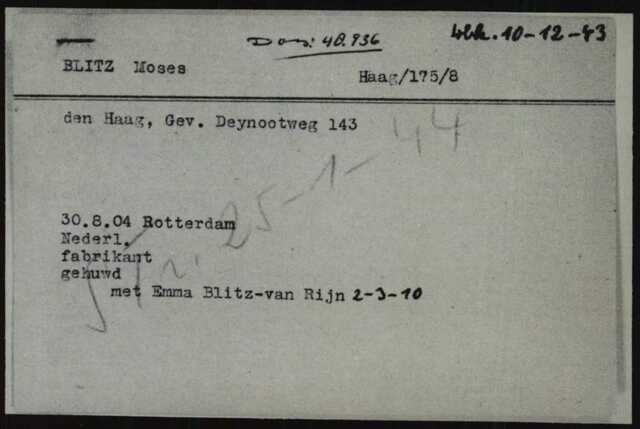 Dos: 48.936
Wbk. 10-12-43
BLITZ Moses
Haag/175/8
den Haag, Gev. Deynootweg 143
25-1-44
30.8.04 Rotterdam
Nederl.
fabrikant
gehuwd
met Emma Blitz-van Rijn 2-3-10